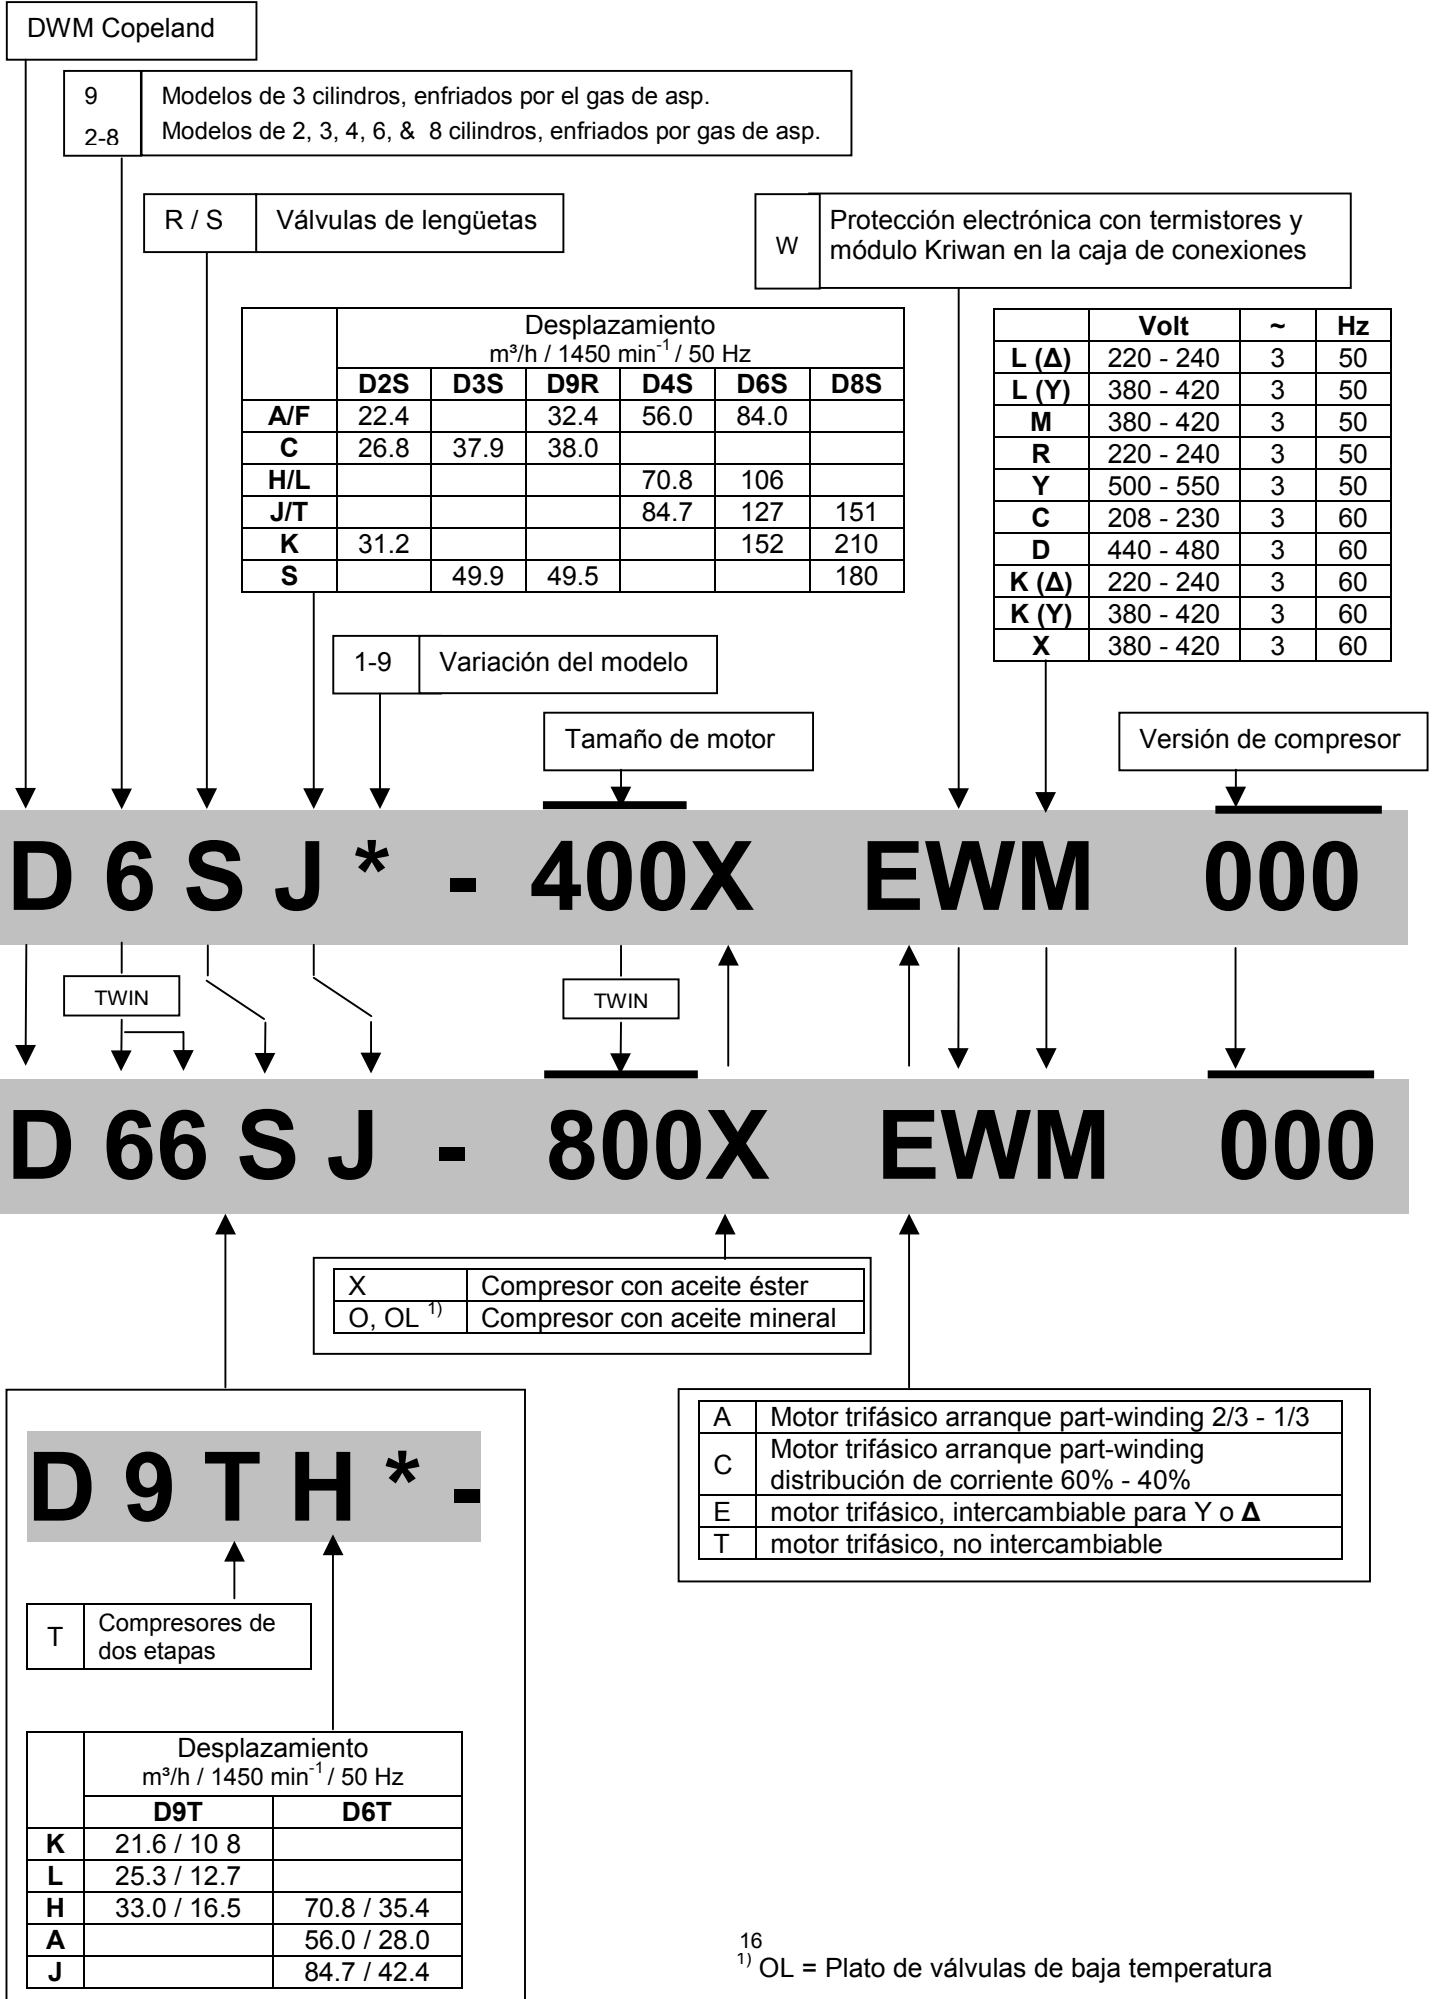 DWM Copeland
9 Modelos de 3 cilindros, enfriados por el gas de asp.
2-8 Modelos de 2, 3, 4, 6, & 8 cilindros, enfriados por gas de asp.
R / S Válvulas de lengüetas
W Protección electrónica con termistores y
módulo Kriwan en la caja de conexiones
Desplazamiento
m³/h / 1450 min⁻¹ / 50 Hz
D2S D3S D9R D4S D6S D8S
A/F 22.4 32.4 56.0 84.0
C 26.8 37.9 38.0
H/L 70.8 106
J/T 84.7 127 151
K 31.2 152 210
S 49.9 49.5 180
Volt ~ Hz
L (Δ) 220 - 240 3 50
L (Y) 380 - 420 3 50
M 380 - 420 3 50
R 220 - 240 3 50
Y 500 - 550 3 50
C 208 - 230 3 60
D 440 - 480 3 60
K (Δ) 220 - 240 3 60
K (Y) 380 - 420 3 60
X 380 - 420 3 60
1-9 Variación del modelo
Tamaño de motor
Versión de compresor
D 6 S J * - 400X EWM 000
TWIN
TWIN
D 66 S J - 800X EWM 000
X Compresor con aceite éster
O, OL ¹⁾ Compresor con aceite mineral
A Motor trifásico arranque part-winding 2/3 - 1/3
C Motor trifásico arranque part-winding
distribución de corriente 60% - 40%
E motor trifásico, intercambiable para Y o Δ
T motor trifásico, no intercambiable
D 9 T H * -
T Compresores de
dos etapas
Desplazamiento
m³/h / 1450 min⁻¹ / 50 Hz
D9T D6T
K 21.6 / 10 8
L 25.3 / 12.7
H 33.0 / 16.5 70.8 / 35.4
A 56.0 / 28.0
J 84.7 / 42.4
16
¹⁾ OL = Plato de válvulas de baja temperatura